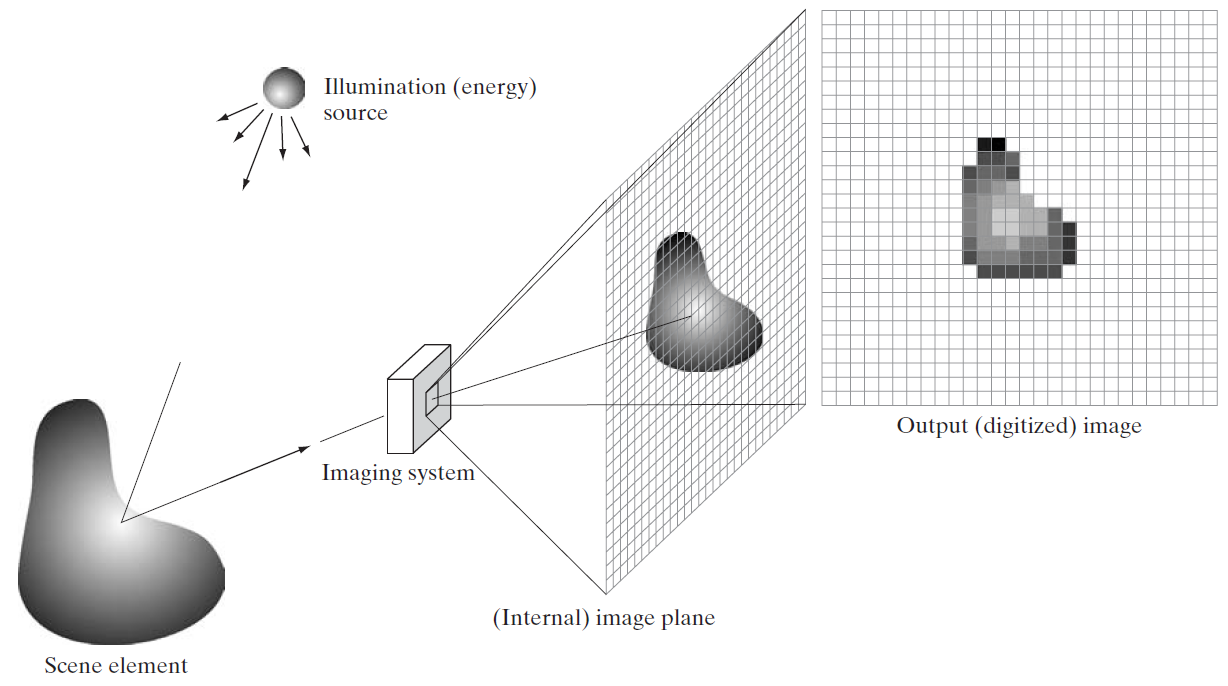 Illumination (energy)
source
Output (digitized) image
Imaging system
(Internal) image plane
Scene element